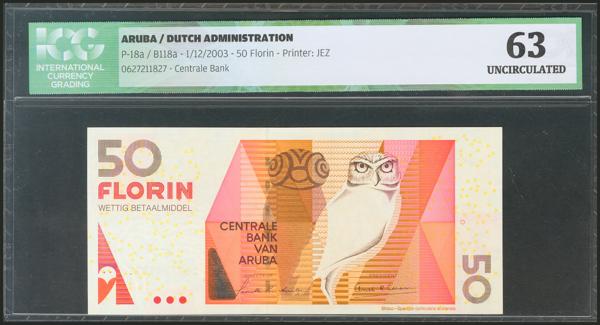 ICG
INTERNATIONAL
CURRENCY
GRADING
ARUBA / DUTCH ADMINISTRATION
P-18a / B118a - 1/12/2003 - 50 Florin - Printer: JEZ
0627211827 - Centrale Bank
63
UNCIRCULATED
50
FLORIN
WETTIG BETAALMIDDEL
CENTRALE
BANK
VAN
ARUBA
50